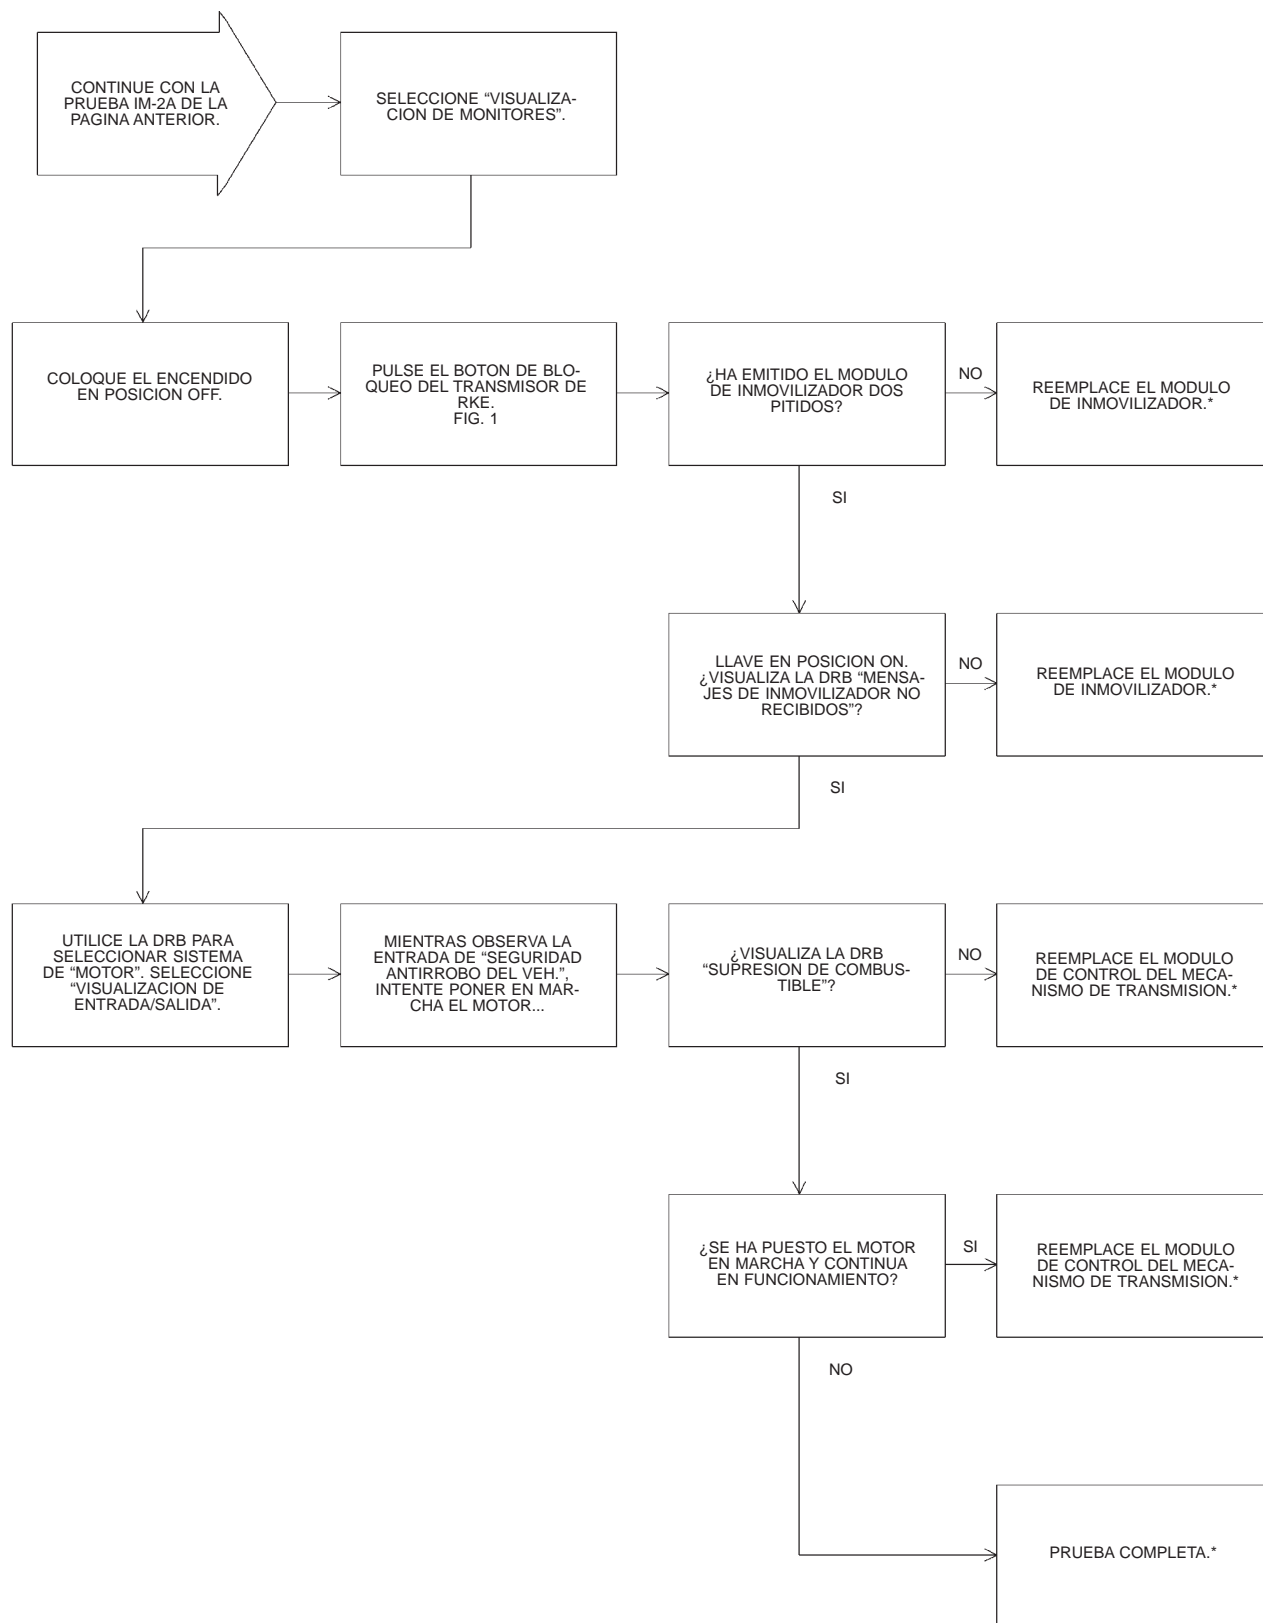 CONTINUE CON LA
PRUEBA IM-2A DE LA
PAGINA ANTERIOR.
SELECCIONE “VISUALIZA-
CION DE MONITORES”.
COLOQUE EL ENCENDIDO
EN POSICION OFF.
PULSE EL BOTON DE BLO-
QUEO DEL TRANSMISOR DE
RKE.
FIG. 1
¿HA EMITIDO EL MODULO
DE INMOVILIZADOR DOS
PITIDOS?
NO
REEMPLACE EL MODULO
DE INMOVILIZADOR.*
SI
LLAVE EN POSICION ON.
¿VISUALIZA LA DRB “MENSA-
JES DE INMOVILIZADOR NO
RECIBIDOS”?
NO
REEMPLACE EL MODULO
DE INMOVILIZADOR.*
SI
UTILICE LA DRB PARA
SELECCIONAR SISTEMA
DE “MOTOR”. SELECCIONE
“VISUALIZACION DE
ENTRADA/SALIDA”.
MIENTRAS OBSERVA LA
ENTRADA DE “SEGURIDAD
ANTIRROBO DEL VEH.”,
INTENTE PONER EN MAR-
CHA EL MOTOR...
¿VISUALIZA LA DRB
“SUPRESION DE COMBUS-
TIBLE”?
NO
REEMPLACE EL MODULO
DE CONTROL DEL MECA-
NISMO DE TRANSMISION.*
SI
¿SE HA PUESTO EL MOTOR
EN MARCHA Y CONTINUA
EN FUNCIONAMIENTO?
SI
REEMPLACE EL MODULO
DE CONTROL DEL MECA-
NISMO DE TRANSMISION.*
NO
PRUEBA COMPLETA.*